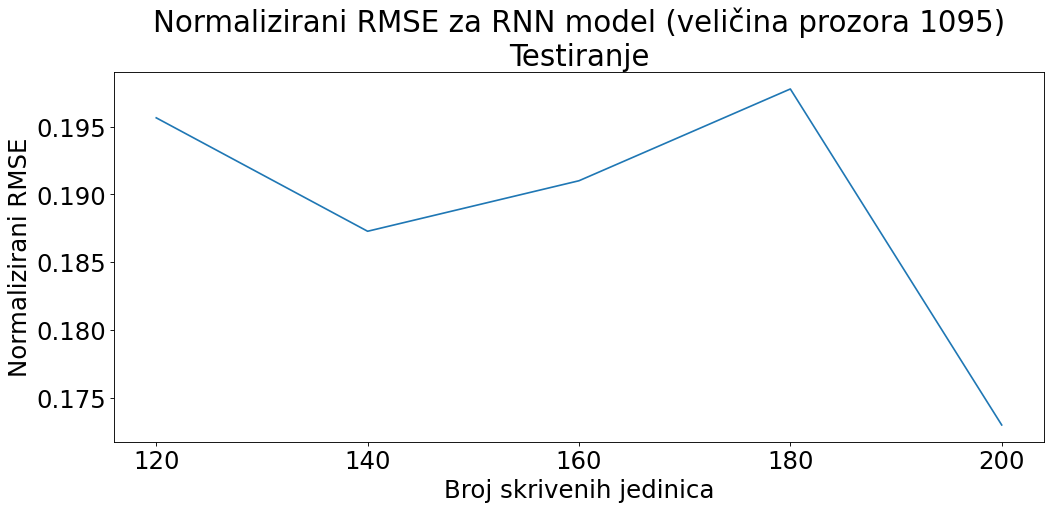 Normalizirani RMSE za RNN model (veličina prozora 1095)
Testiranje
Normalizirani RMSE
0.195
0.190
0.185
0.180
0.175
120 140 160 180 200
Broj skrivenih jedinica